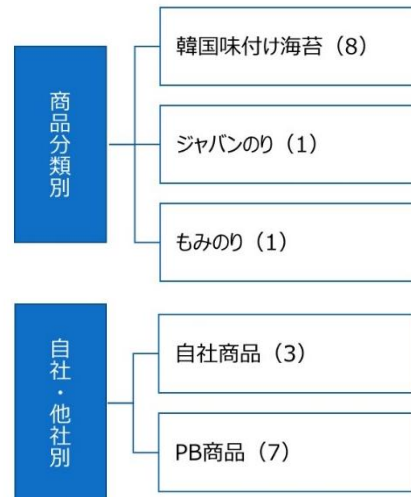 商品分類別
韓国味付け海苔（8）
ジャバンのり（1）
もみのり（1）
自社・他社別
自社商品（3）
PB商品（7）